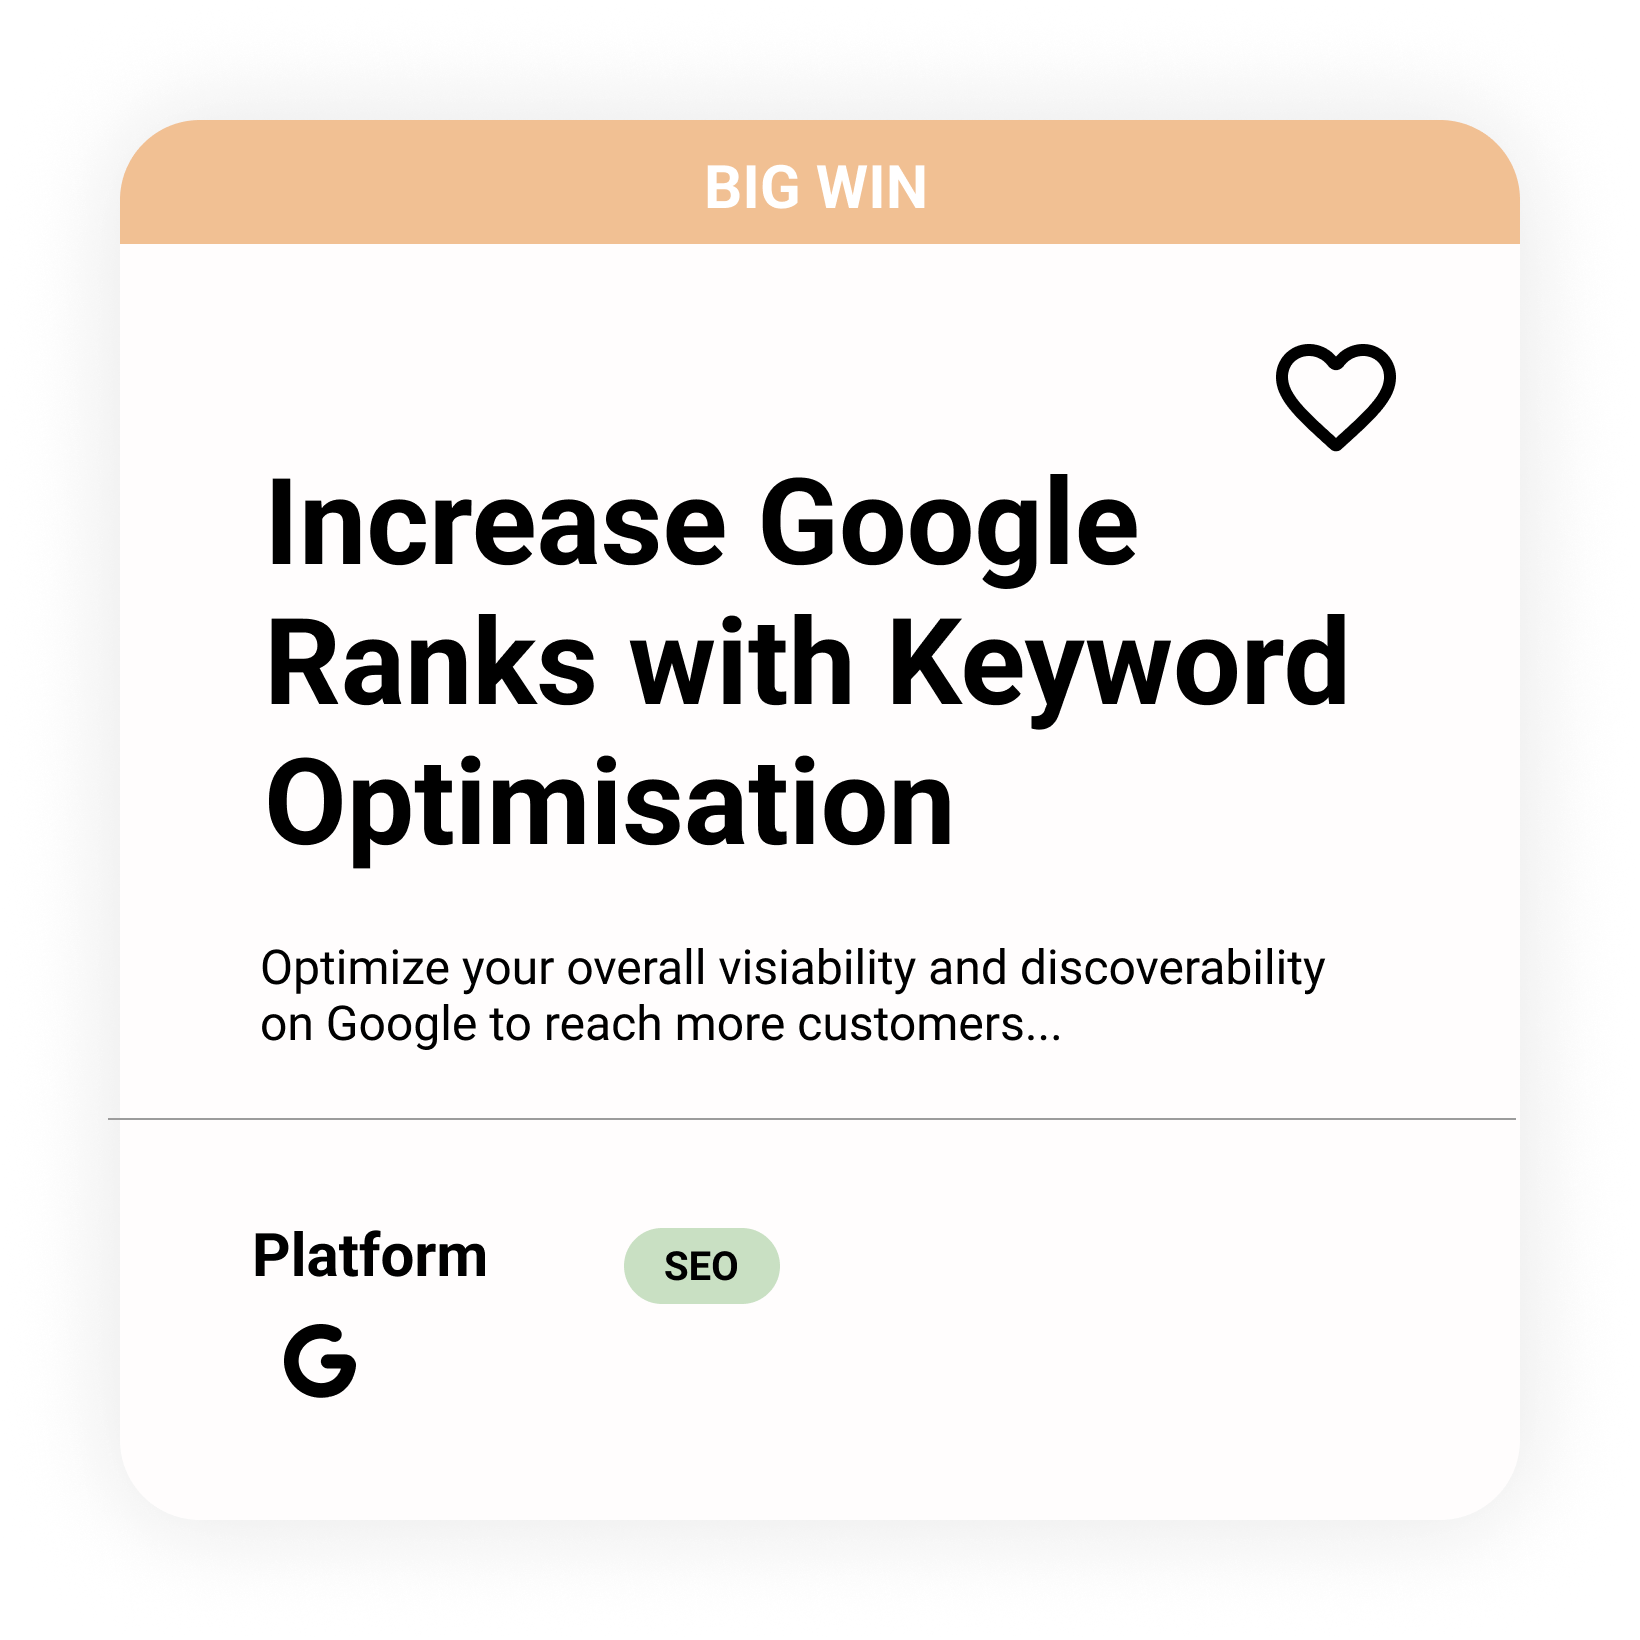 BIG WIN
Increase Google
Ranks with Keyword
Optimisation
Optimize your overall visiability and discoverability
on Google to reach more customers...
Platform
SEO
G